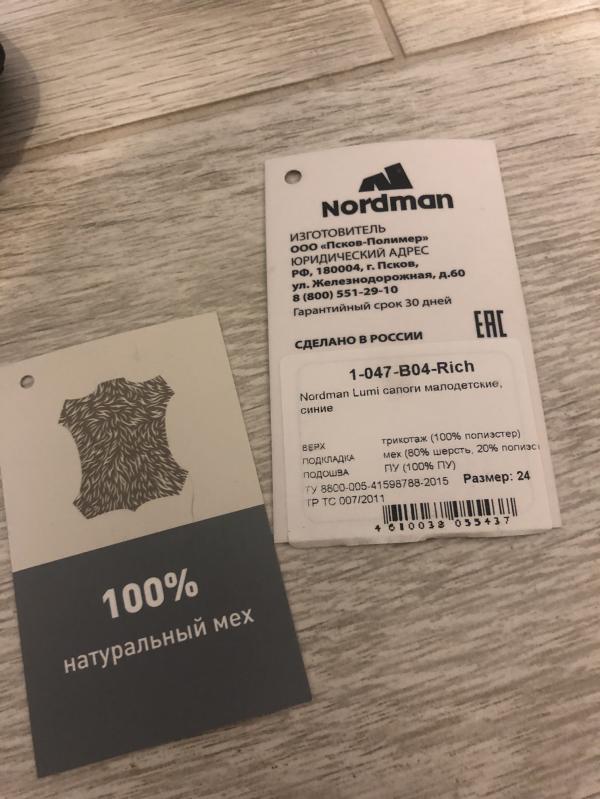 Nordman
ИЗГОТОВИТЕЛЬ
ООО «Псков-Полимер»
ЮРИДИЧЕСКИЙ АДРЕС
РФ, 180004, г. Псков,
ул. Железнодорожная, д.60
8 (800) 551-29-10
Гарантийный срок 30 дней
СДЕЛАНО В РОССИИ
EAC
1-047-B04-Rich
Nordman Lumi сапоги малодетские,
синие
ВЕРХ трикотаж (100% полиэстер)
ПОДКЛАДКА мех (80% шерсть, 20% полиэс
ПОДОШВА ПУ (100% ПУ)
ТУ 8800-005-41598788-2015 Размер: 24
ТР ТС 007/2011
4 610038 055437
100%
натуральный мех